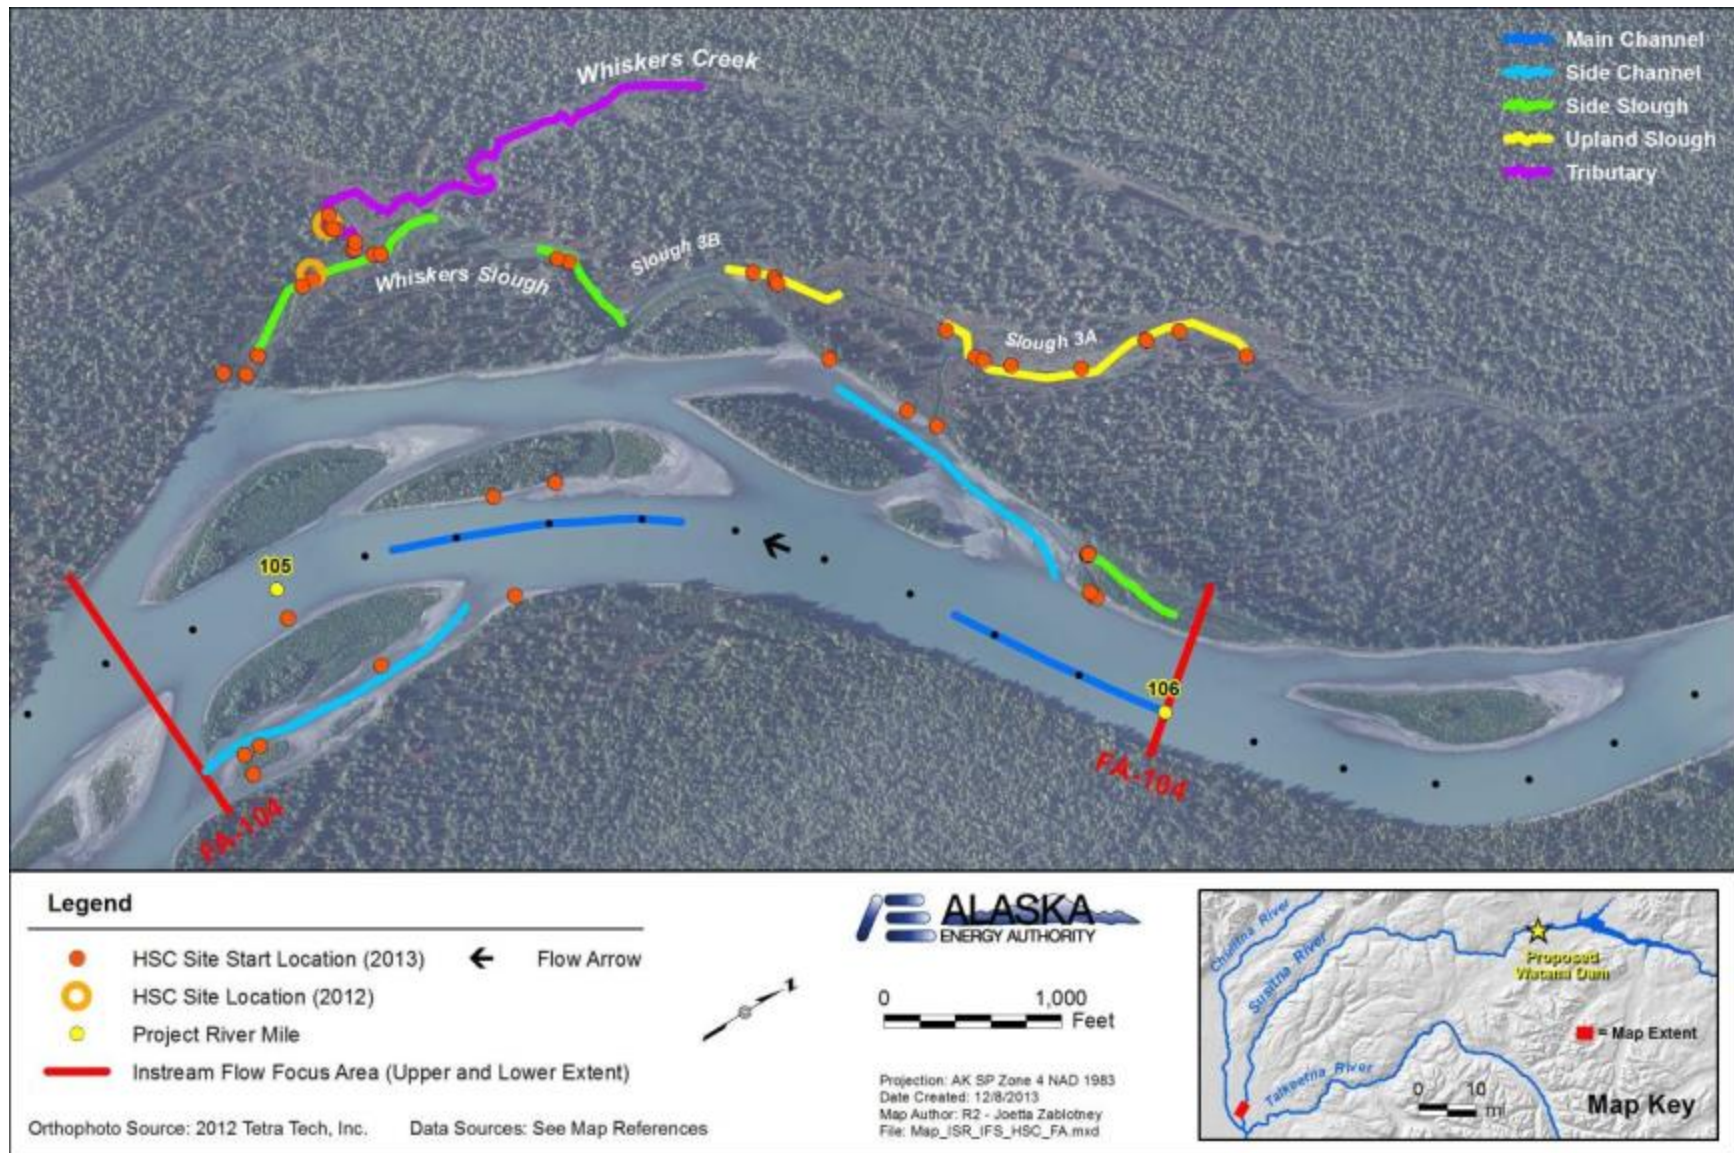 Whiskers Creek
Main Channel
Side Channel
Side Slough
Upland Slough
Tributary
Whiskers Slough
Slough 3B
Slough 3A
105
106
FA-104
FA-104
Legend
HSC Site Start Location (2013)
Flow Arrow
HSC Site Location (2012)
Project River Mile
Instream Flow Focus Area (Upper and Lower Extent)
Orthophoto Source: 2012 Tetra Tech, Inc.
Data Sources: See Map References
ALASKA
ENERGY AUTHORITY
z
0 1,000
Feet
Projection: AK SP Zone 4 NAD 1983
Date Created: 12/8/2013
Map Author: R2 - Joetta Zablotney
File: Map_ISR_IFS_HSC_FA.mxd
Chulitna River
Susitna River
Proposed
Watana Dam
= Map Extent
Talkeetna River
0 10
mi
Map Key